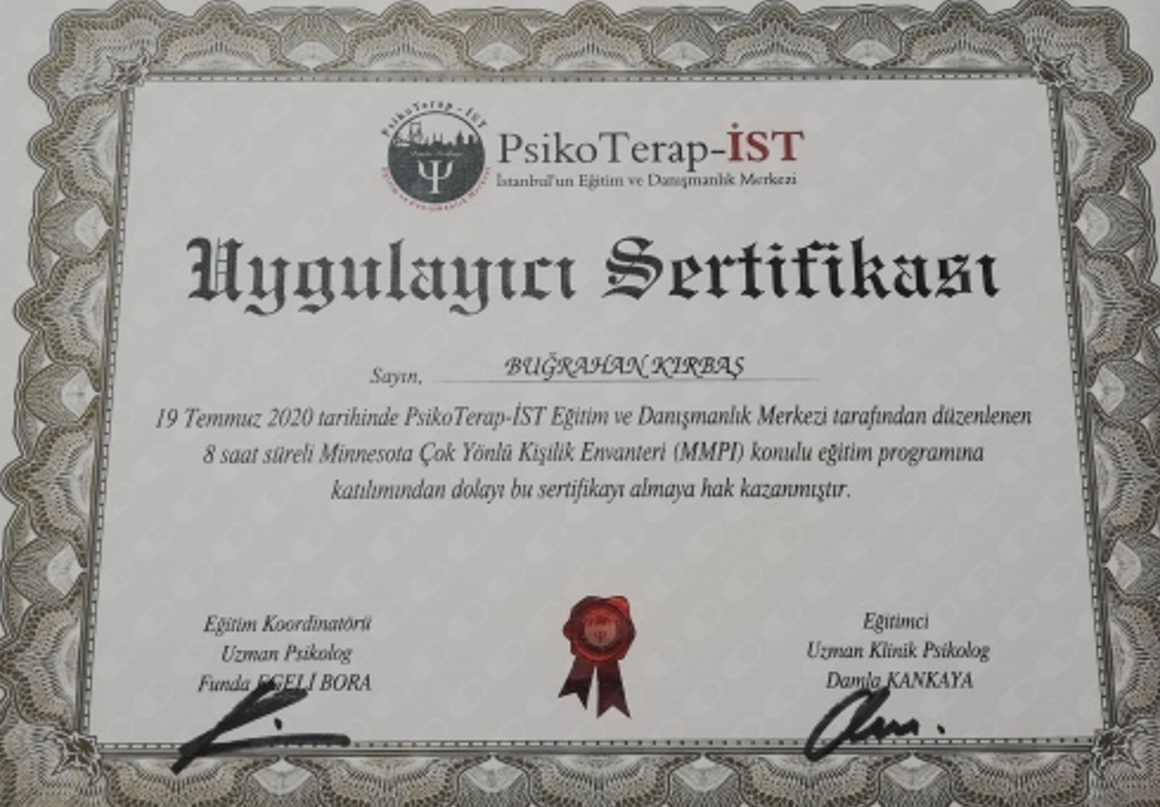 PsikoTerap - İST
PsikoTerap-İST
İstanbul'un Eğitim ve Danışmanlık Merkezi
Uygulayıcı Sertifikası
Sayın, BUĞRAHAN KIRBAŞ
19 Temmuz 2020 tarihinde PsikoTerap-İST Eğitim ve Danışmanlık Merkezi tarafından düzenlenen
8 saat süreli Minnesota Çok Yönlü Kişilik Envanteri (MMPI) konulu eğitim programına
katılımından dolayı bu sertifikayı almaya hak kazanmıştır.
Eğitim Koordinatörü
Uzman Psikolog
Funda EGELİ BORA
Eğitimci
Uzman Klinik Psikolog
Damla KANKAYA